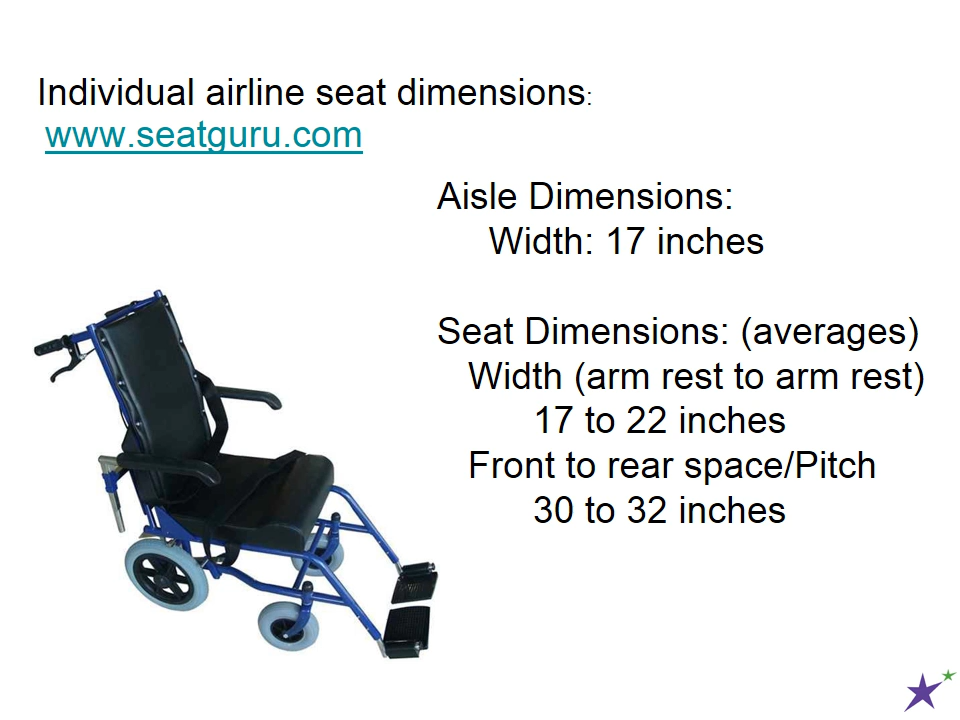 Individual airline seat dimensions:
www.seatguru.com
Aisle Dimensions:
Width: 17 inches
Seat Dimensions: (averages)
Width (arm rest to arm rest)
17 to 22 inches
Front to rear space/Pitch
30 to 32 inches